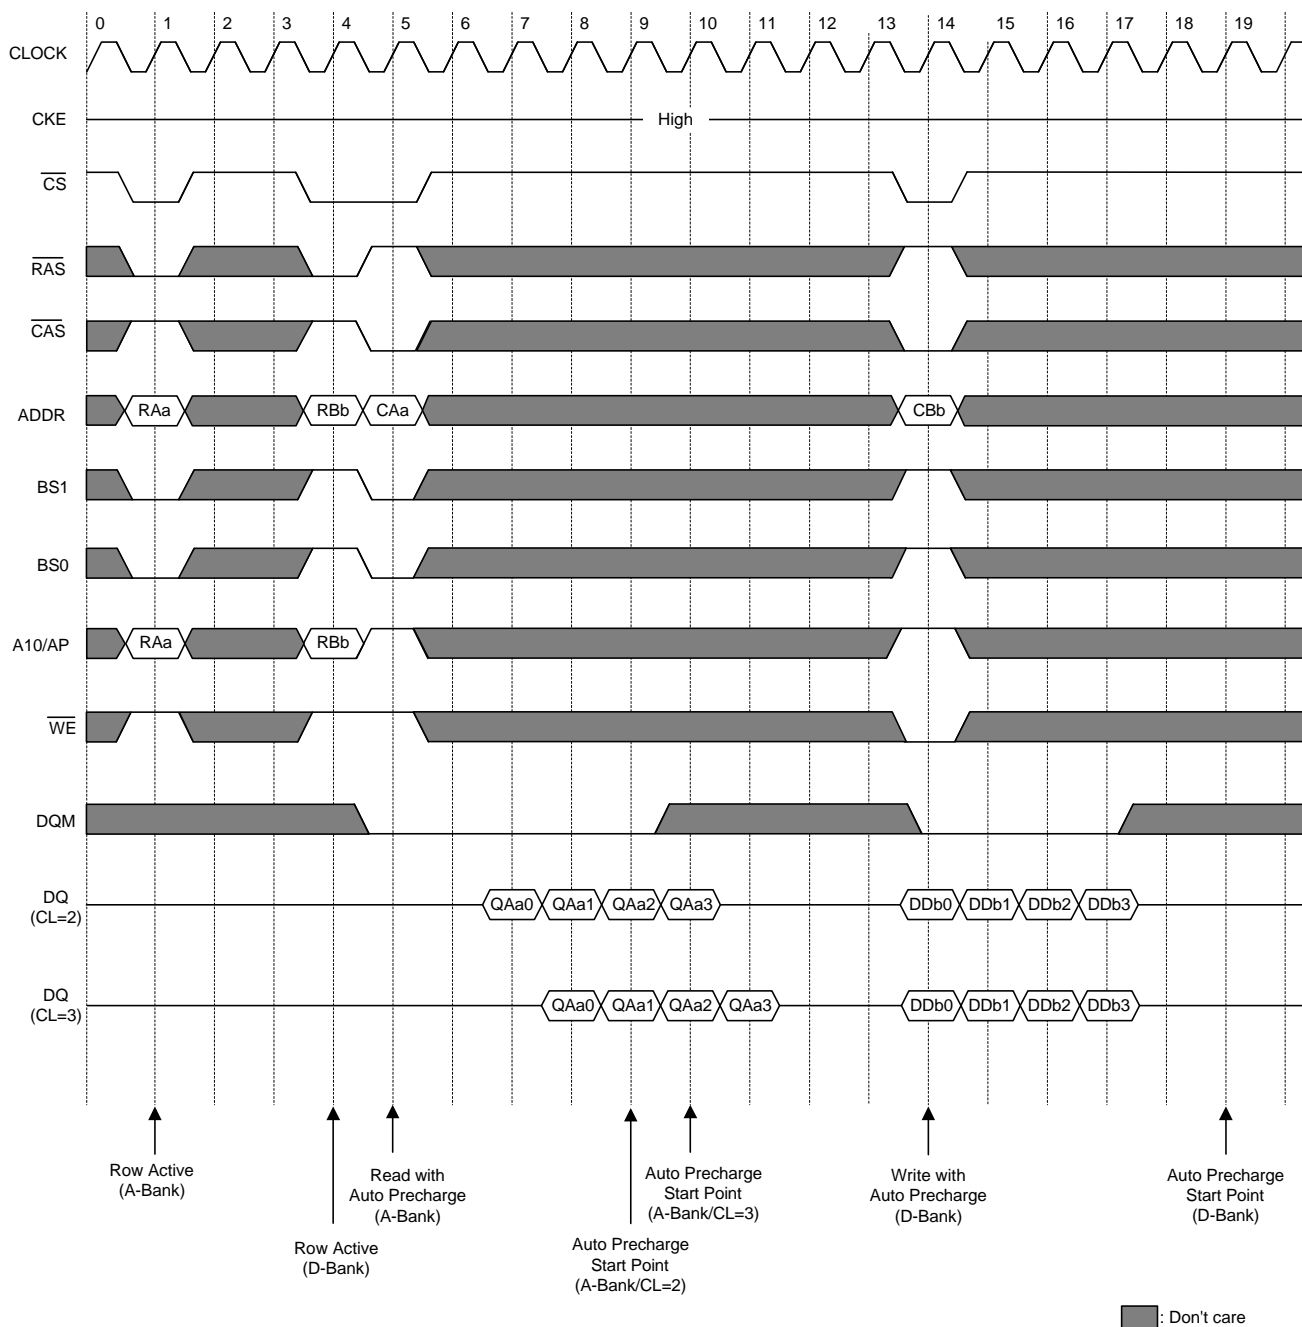 0 1 2 3 4 5 6 7 8 9 10 11 12 13 14 15 16 17 18 19
CLOCK
CKE High
CS
RAS
CAS
ADDR RAa RBb CAa CBb
BS1
BS0
A10/AP RAa RBb
WE
DQM
DQ
(CL=2)
QAa0 QAa1 QAa2 QAa3 DDb0 DDb1 DDb2 DDb3
DQ
(CL=3)
QAa0 QAa1 QAa2 QAa3 DDb0 DDb1 DDb2 DDb3
Row Active
(A-Bank)
Row Active
(D-Bank)
Read with
Auto Precharge
(A-Bank)
Auto Precharge
Start Point
(A-Bank/CL=2)
Auto Precharge
Start Point
(A-Bank/CL=3)
Write with
Auto Precharge
(D-Bank)
Auto Precharge
Start Point
(D-Bank)
: Don't care